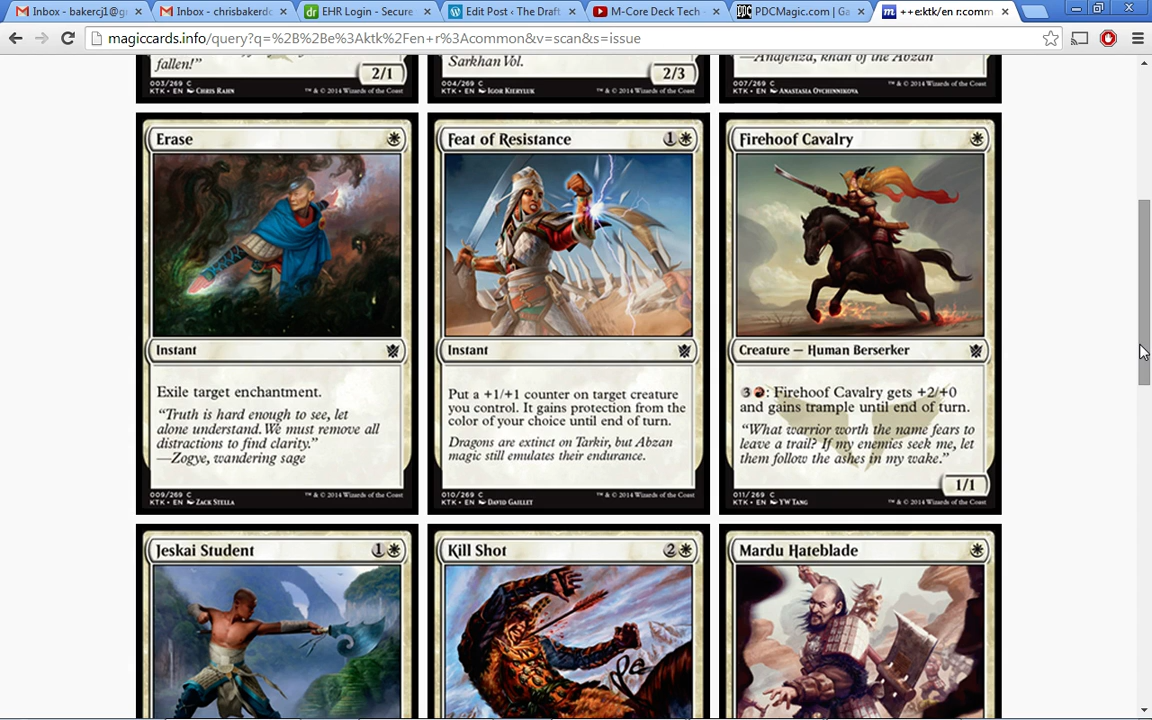 Inbox - bakercj1@g
Inbox - chrisbakerdc
EHR Login - Secure
Edit Post ‹ The Draft
M-Core Deck Tech -
PDCMagic.com | Ga
++e:ktk/en r:comm
magiccards.info/query?q=%2B%2Be%3Aktk%2Fen+r%3Acommon&v=scan&s=issue
fallen!”
2/1
003/269 C
KTK • EN CHRIS RAHN
™ & © 2014 Wizards of the Coast
Sarkhan Vol.
2/3
004/269 C
KTK • EN IGOR KIERYLUK
™ & © 2014 Wizards of the Coast
—Anafenza, khan of the Abzan
007/269 C
KTK • EN ANASTASIA OVCHINNIKOVA
™ & © 2014 Wizards of the Coast
Erase
Instant
Exile target enchantment.
“Truth is hard enough to see, let
alone understand. We must remove all
distractions to find clarity.”
—Zogye, wandering sage
009/269 C
KTK • EN ZACK STELLA
™ & © 2014 Wizards of the Coast
Feat of Resistance
1
Instant
Put a +1/+1 counter on target creature
you control. It gains protection from the
color of your choice until end of turn.
Dragons are extinct on Tarkir, but Abzan
magic still emulates their endurance.
010/269 C
KTK • EN DAVID GAILLET
™ & © 2014 Wizards of the Coast
Firehoof Cavalry
Creature — Human Berserker
3 : Firehoof Cavalry gets +2/+0
and gains trample until end of turn.
“What warrior worth the name fears to
leave a trail? If my enemies seek me, let
them follow the ashes in my wake.”
1/1
011/269 C
KTK • EN YW TANG
™ & © 2014 Wizards of the Coast
Jeskai Student
1
Kill Shot
2
Mardu Hateblade